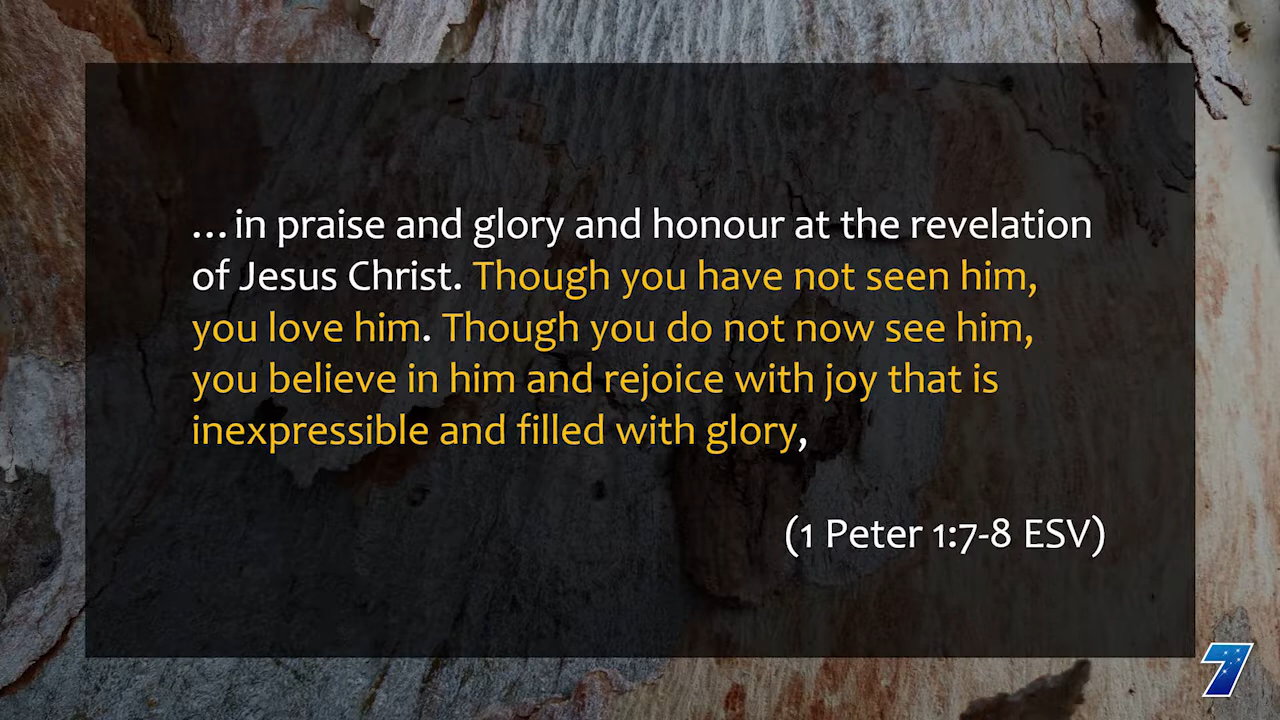 …in praise and glory and honour at the revelation
of Jesus Christ. Though you have not seen him,
you love him. Though you do not now see him,
you believe in him and rejoice with joy that is
inexpressible and filled with glory,
(1 Peter 1:7-8 ESV)
7